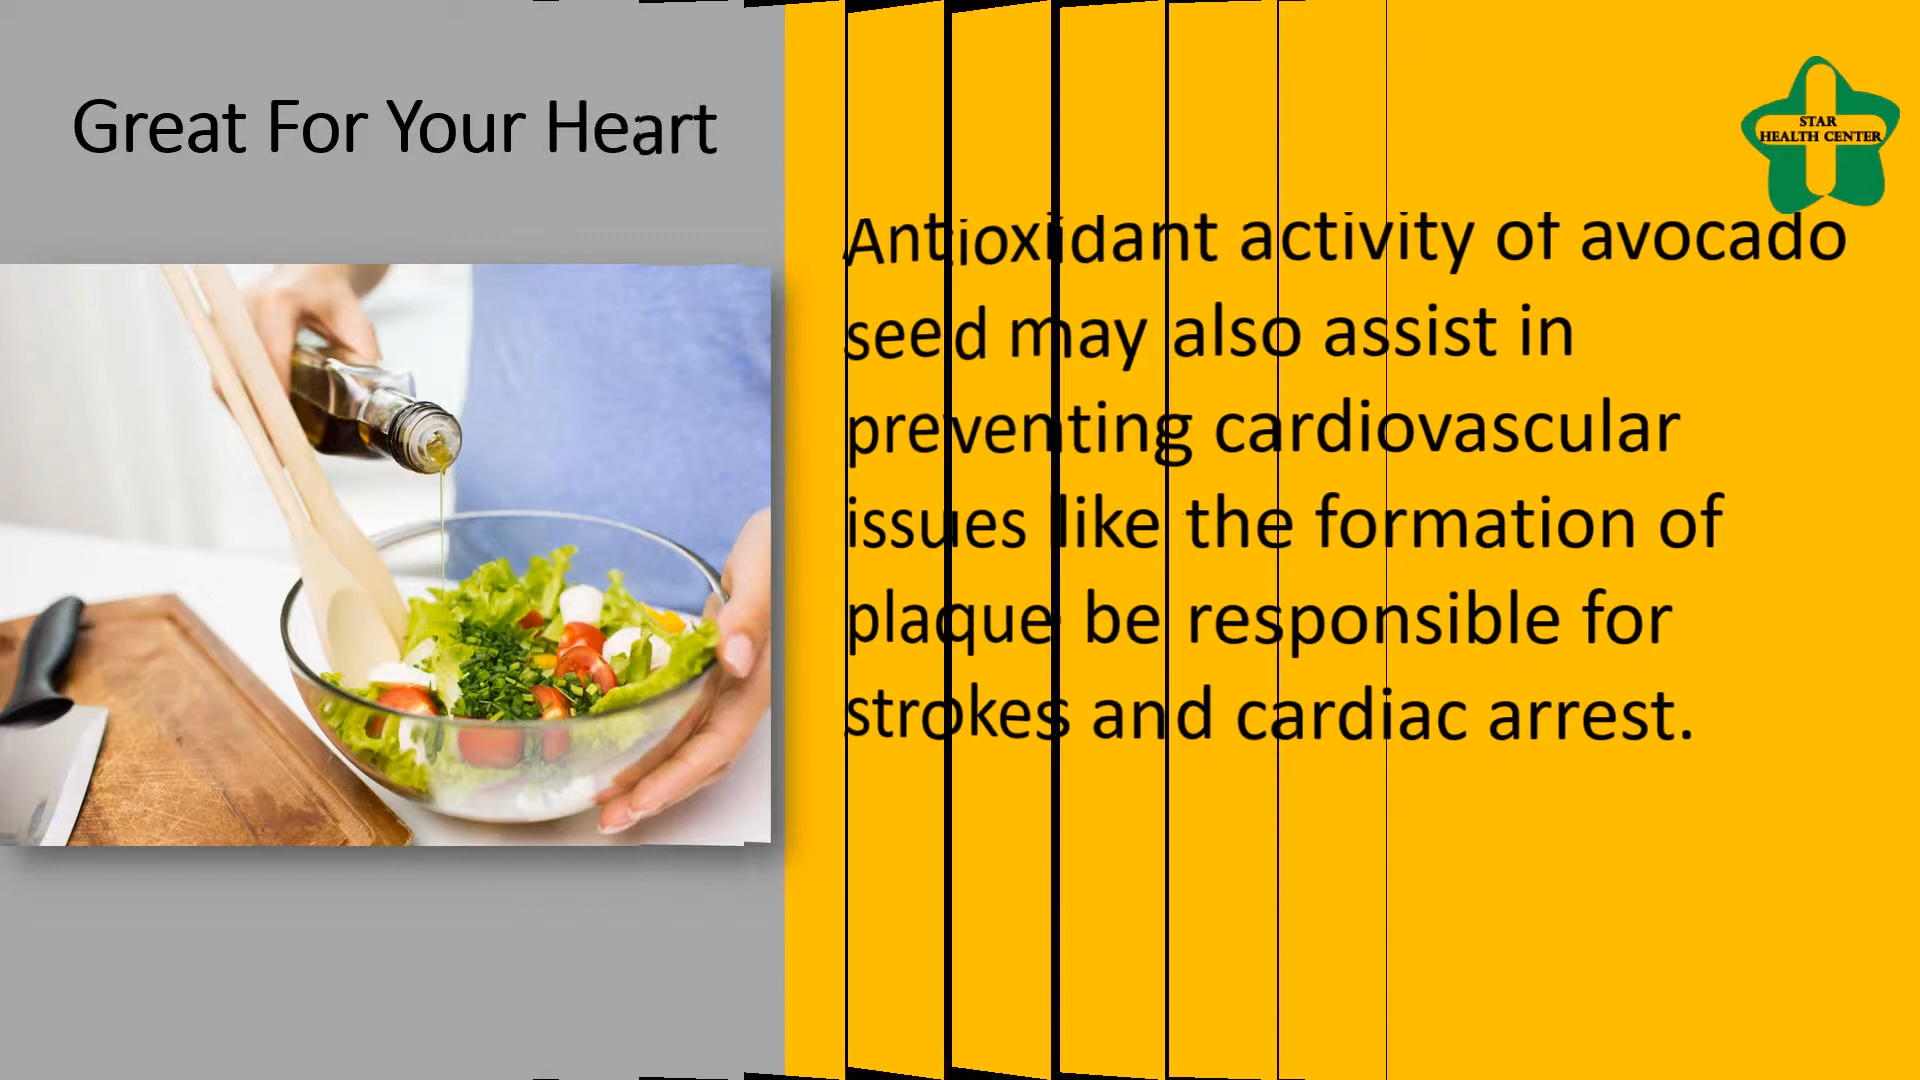 Great For Your Heart
STAR
HEALTH CENTER
Antioxidant activity of avocado
seed may also assist in
preventing cardiovascular
issues like the formation of
plaque be responsible for
strokes and cardiac arrest.